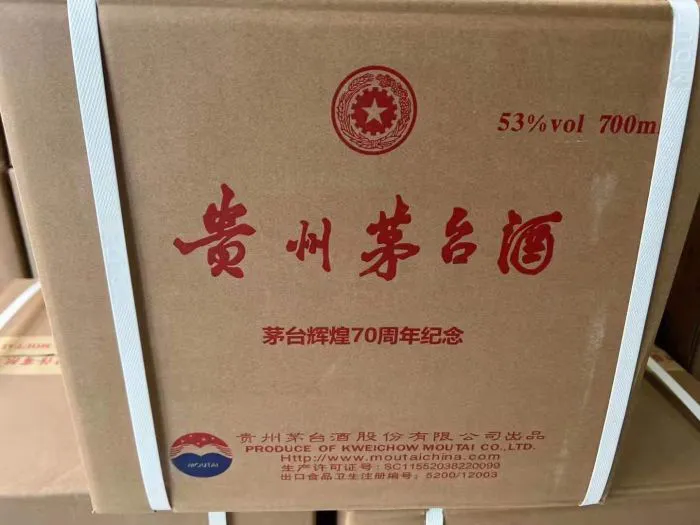 53%vol 700m
贵州茅台酒
茅台辉煌70周年纪念
贵州茅台酒股份有限公司出品
PRODUCE OF KWEICHOW MOUTAI CO.,LTD.
Http://www.moutaichina.com
生产许可证号：SC11552038220099
出口食品卫生注册编号：5200/12003
MOUTAI
MOUTAI